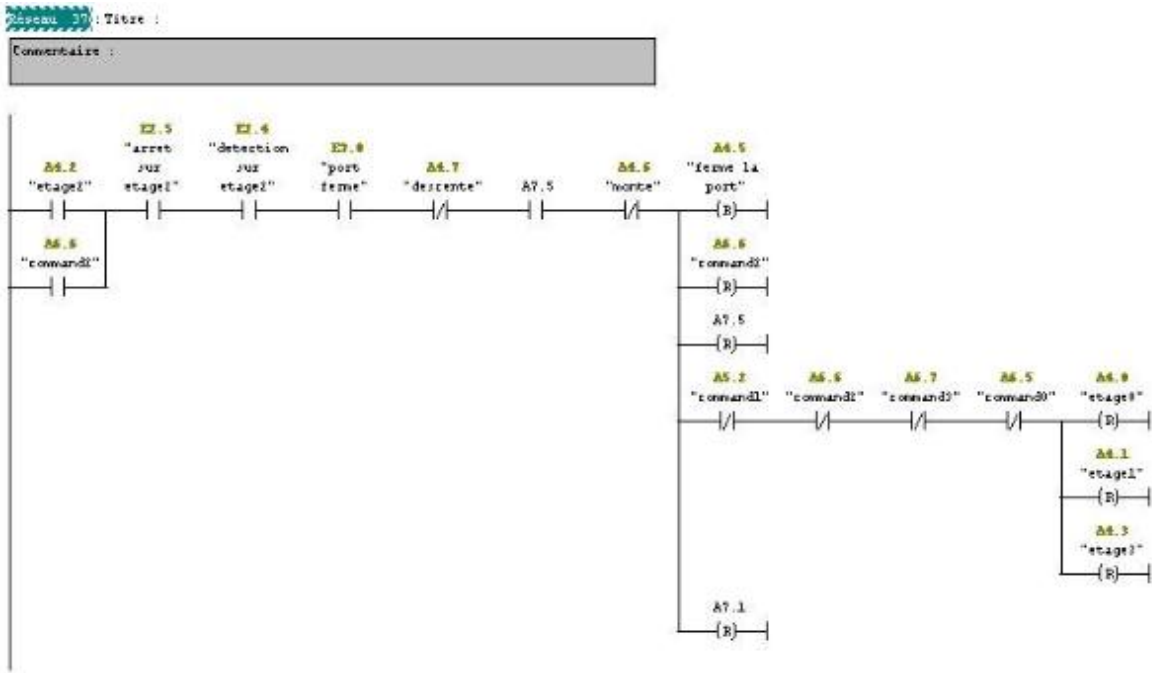 Réseau 37: Titre :
Commentaire :
E2.5 E2.4
"arret "detection E3.0 A4.5
A4.2 sur sur "port A4.7 A4.6 "ferme la
"etage2" etage2" etage2" ferme" "descente" A7.5 "monte" port"
(R)
A6.6 A6.6
"command2" "command2"
(R)
A7.5
(R)
A5.2 A6.6 A6.7 A6.5 A4.0
"command1" "command2" "command3" "command0" "etage0"
(R)
A4.1
"etage1"
(R)
A4.3
"etage3"
(R)
A7.1
(R)